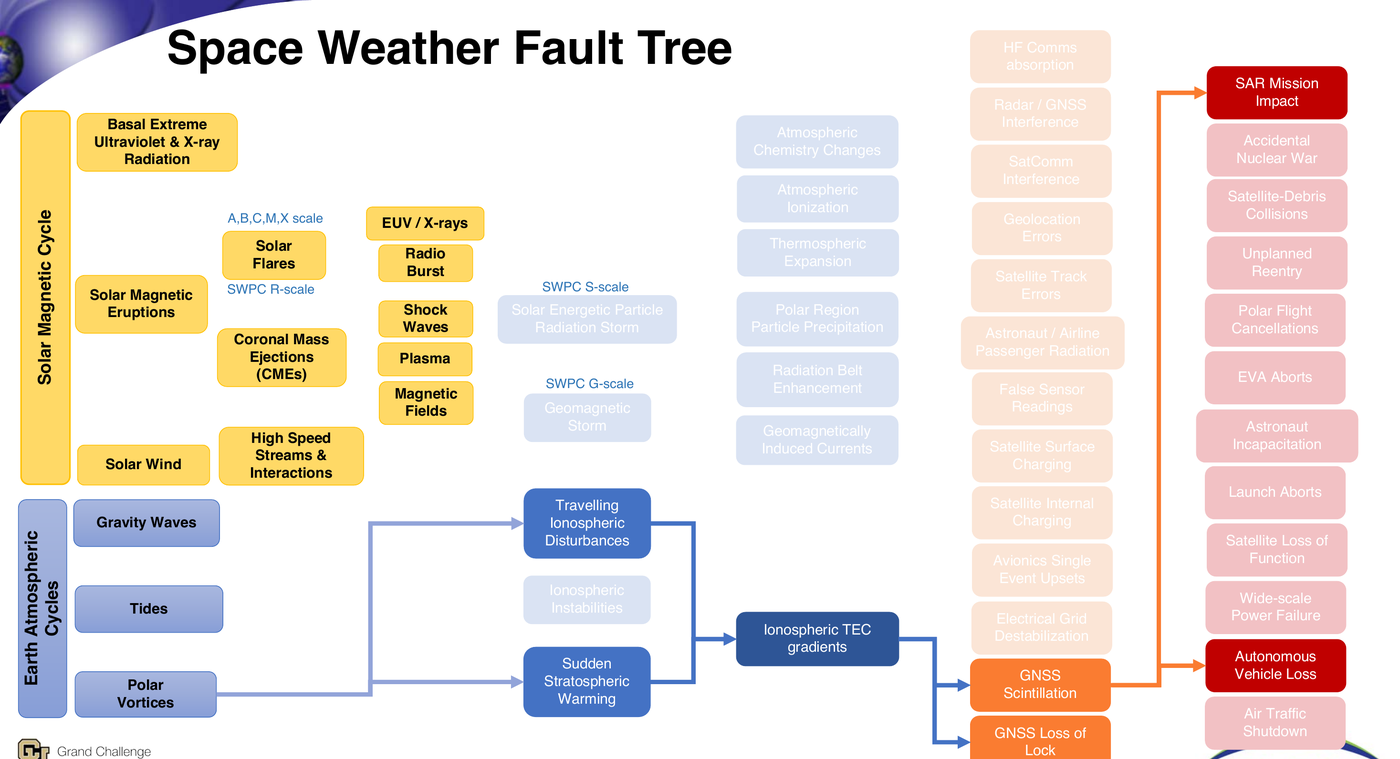 Space Weather Fault Tree
Solar Magnetic Cycle
Basal Extreme
Ultraviolet & X-ray
Radiation
Solar Magnetic
Eruptions
Solar Wind
A,B,C,M,X scale
Solar
Flares
SWPC R-scale
Coronal Mass
Ejections
(CMEs)
High Speed
Streams &
Interactions
EUV / X-rays
Radio
Burst
Shock
Waves
Plasma
Magnetic
Fields
SWPC S-scale
Solar Energetic Particle
Radiation Storm
SWPC G-scale
Geomagnetic
Storm
Earth Atmospheric
Cycles
Gravity Waves
Tides
Polar
Vortices
Travelling
Ionospheric
Disturbances
Ionospheric
Instabilities
Sudden
Stratospheric
Warming
Atmospheric
Chemistry Changes
Atmospheric
Ionization
Thermospheric
Expansion
Polar Region
Particle Precipitation
Radiation Belt
Enhancement
Geomagnetically
Induced Currents
Ionospheric TEC
gradients
HF Comms
absorption
Radar / GNSS
Interference
SatComm
Interference
Geolocation
Errors
Satellite Track
Errors
Astronaut / Airline
Passenger Radiation
False Sensor
Readings
Satellite Surface
Charging
Satellite Internal
Charging
Avionics Single
Event Upsets
Electrical Grid
Destabilization
GNSS
Scintillation
GNSS Loss of
Lock
SAR Mission
Impact
Accidental
Nuclear War
Satellite-Debris
Collisions
Unplanned
Reentry
Polar Flight
Cancellations
EVA Aborts
Astronaut
Incapacitation
Launch Aborts
Satellite Loss of
Function
Wide-scale
Power Failure
Autonomous
Vehicle Loss
Air Traffic
Shutdown
Grand Challenge